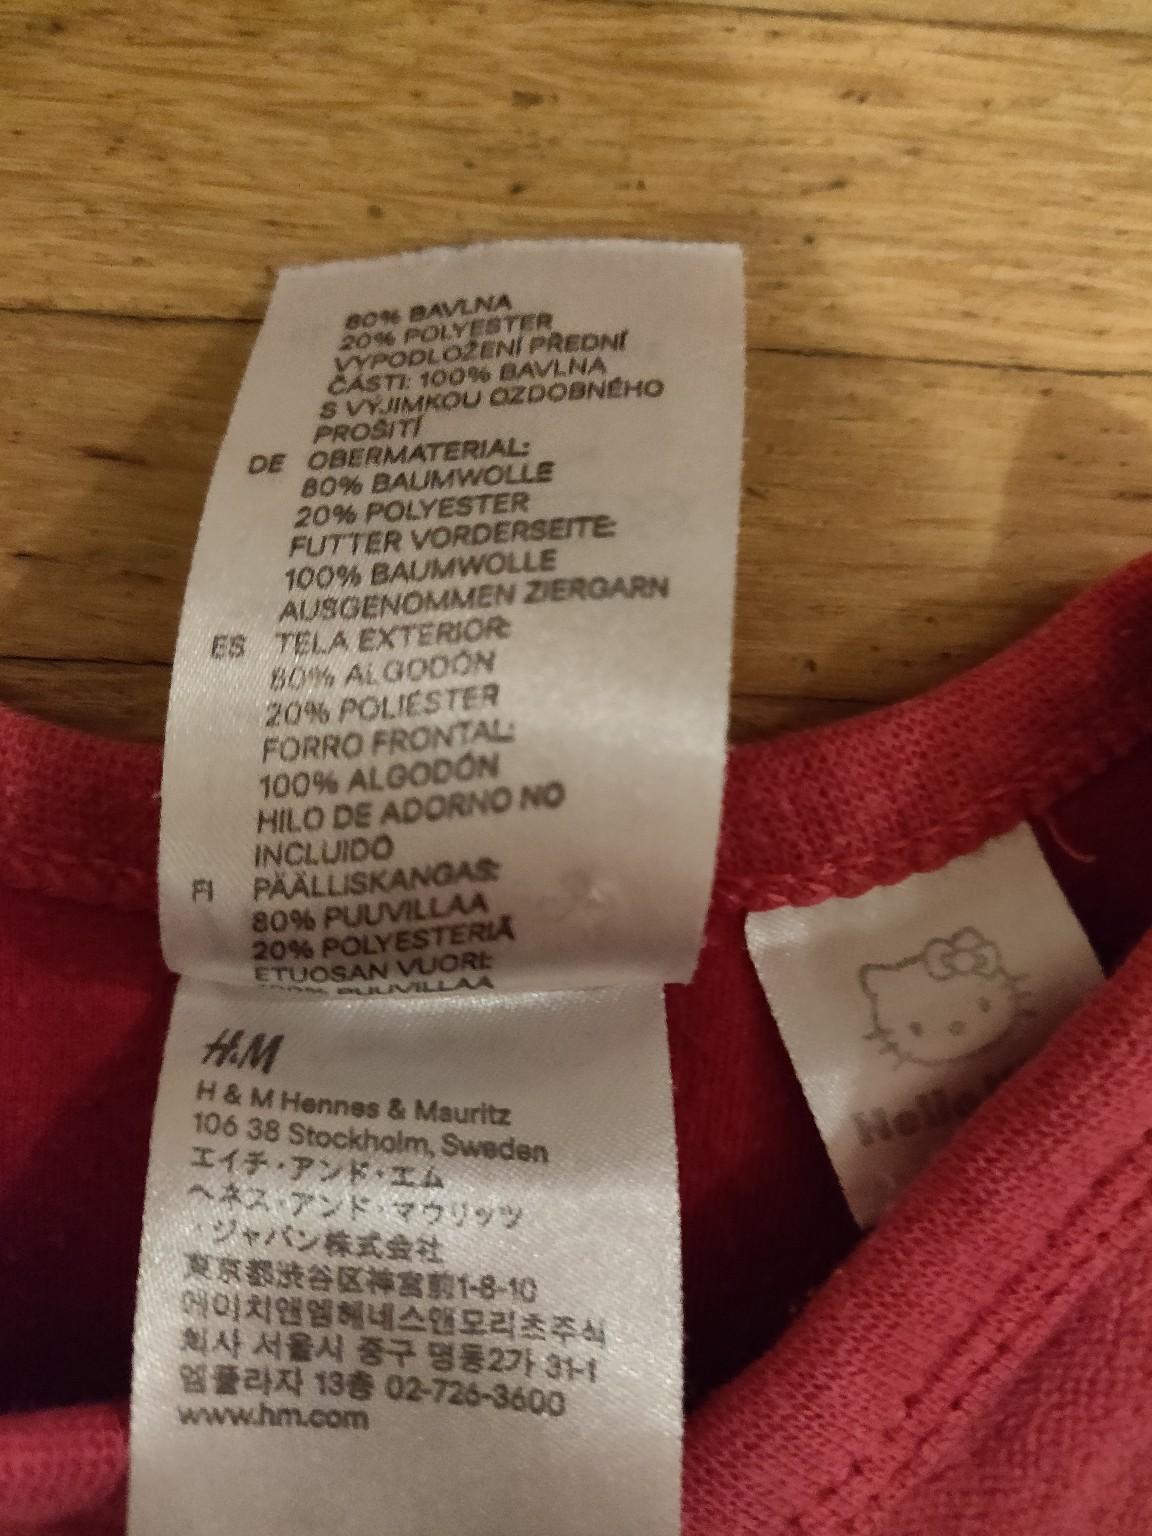 80% BAVLNA
20% POLYESTER
VYPODLOŽENÍ PŘEDNÍ
ČÁSTI: 100% BAVLNA
S VÝJIMKOU OZDOBNÉHO
PROŠITÍ
DE OBERMATERIAL:
80% BAUMWOLLE
20% POLYESTER
FUTTER VORDERSEITE:
100% BAUMWOLLE
AUSGENOMMEN ZIERGARN
ES TELA EXTERIOR:
80% ALGODÓN
20% POLIÉSTER
FORRO FRONTAL:
100% ALGODÓN
HILO DE ADORNO NO
INCLUIDO
FI PÄÄLLISKANGAS:
80% PUUVILLAA
20% POLYESTERIÄ
ETUOSAN VUORI:
100% PUUVILLAA
H&M
H & M Hennes & Mauritz
106 38 Stockholm, Sweden
エイチ・アンド・エム
ヘネス・アンド・マウリッツ
・ジャパン株式会社
東京都渋谷区神宮前1-8-10
에이치앤엠헤네스앤모리츠주식
회사 서울시 중구 명동2가 31-1
엠플라자 13층 02-726-3600
www.hm.com
Hello